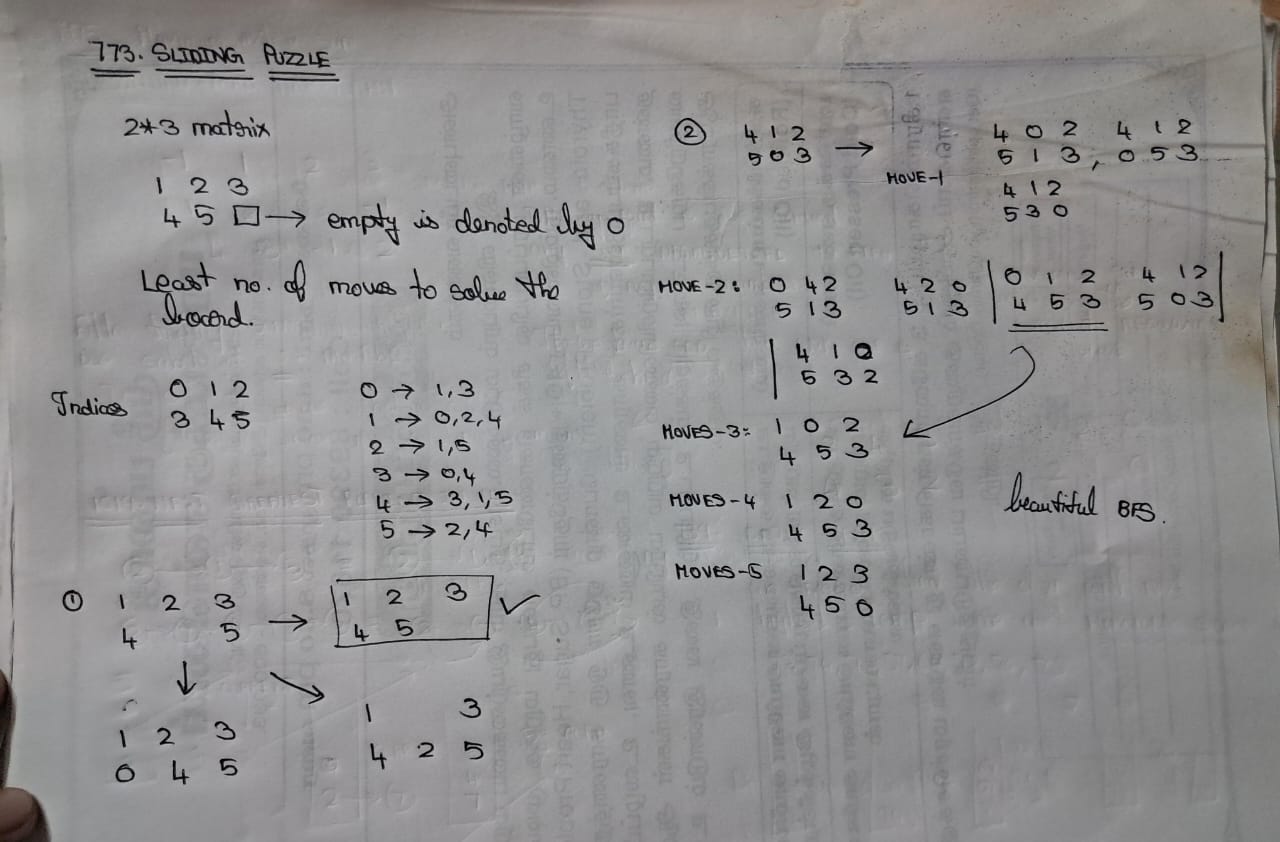 773. SLIDING PUZZLE
2*3 matrix
1 2 3
4 5 □ → empty is denoted by 0
Least no. of moves to solve the
board.
Indices
0 1 2
3 4 5
0 → 1,3
1 → 0,2,4
2 → 1,5
3 → 0,4
4 → 3,1,5
5 → 2,4
① 1 2 3
4 5
→ 1 2 3 ✓
4 5
↓ ↘
1 2 3
0 4 5
1 3
4 2 5
② 4 1 2
5 0 3
→
MOVE-1
4 0 2
5 1 3,
4 1 2
0 5 3
4 1 2
5 3 0
MOVE-2:
0 4 2
5 1 3
4 2 0
5 1 3
0 1 2
4 5 3
4 1 2
5 0 3
4 1 0
5 3 2
MOVES-3: 1 0 2
4 5 3
MOVES-4 1 2 0
4 5 3
MOVES-5 1 2 3
4 5 0
beautiful BFS.